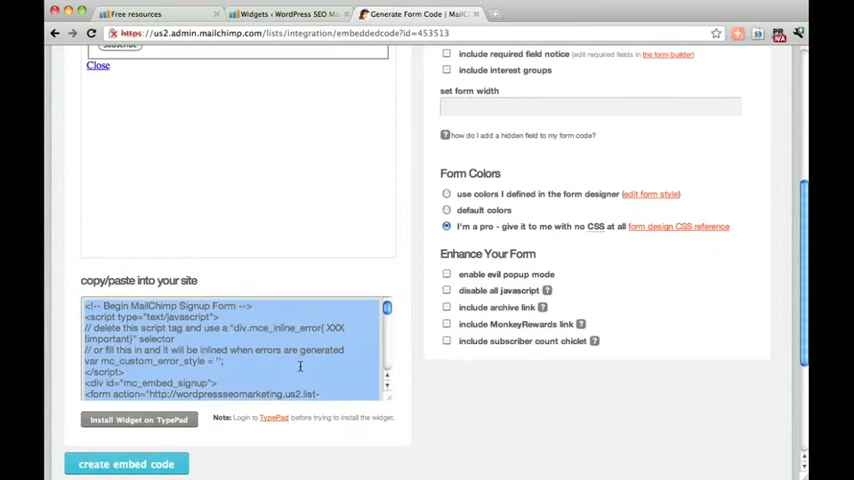 Free resources
Widgets ‹ WordPress SEO Ma
Generate Form Code | MailC
https://us2.admin.mailchimp.com/lists/integration/embeddedcode?id=453513
PR
N/A
Subscribe
Close
include required field notice (edit required fields in the form builder)
include interest groups
set form width
? how do I add a hidden field to my form code?
Form Colors
use colors I defined in the form designer (edit form style)
default colors
I'm a pro - give it to me with no CSS at all form design CSS reference
Enhance Your Form
enable evil popup mode
disable all javascript ?
include archive link ?
include MonkeyRewards link ?
include subscriber count chiclet ?
copy/paste into your site
<!-- Begin MailChimp Signup Form -->
<script type="text/javascript">
// delete this script tag and use a "div.mce_inline_error{ XXX
!important}" selector
// or fill this in and it will be inlined when errors are generated
var mc_custom_error_style = '';
</script>
<div id="mc_embed_signup">
<form action="http://wordpressseomarketing.us2.list-
Install Widget on TypePad
Note: Login to TypePad before trying to install the widget.
create embed code